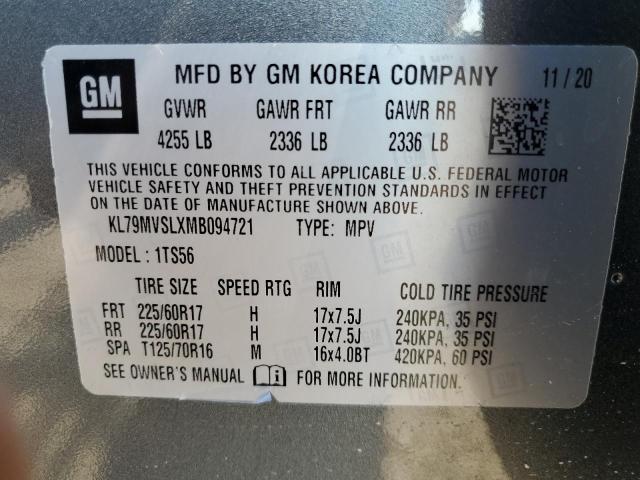 GM MFD BY GM KOREA COMPANY 11 / 20
GVWR GAWR FRT GAWR RR
4255 LB 2336 LB 2336 LB
THIS VEHICLE CONFORMS TO ALL APPLICABLE U.S. FEDERAL MOTOR
VEHICLE SAFETY AND THEFT PREVENTION STANDARDS IN EFFECT
ON THE DATE OF MANUFACTURE SHOWN ABOVE.
KL79MVSLXMB094721 TYPE: MPV
MODEL : 1TS56
TIRE SIZE SPEED RTG RIM COLD TIRE PRESSURE
FRT 225/60R17 H 17x7.5J 240KPA, 35 PSI
RR 225/60R17 H 17x7.5J 240KPA, 35 PSI
SPA T125/70R16 M 16x4.0BT 420KPA, 60 PSI
SEE OWNER'S MANUAL FOR MORE INFORMATION.